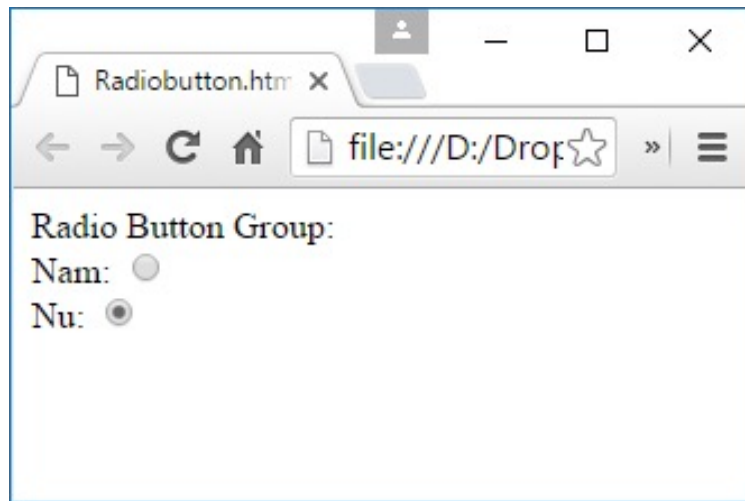 Radiobutton.htm
file:///D:/Drop
Radio Button Group:
Nam:
Nu: